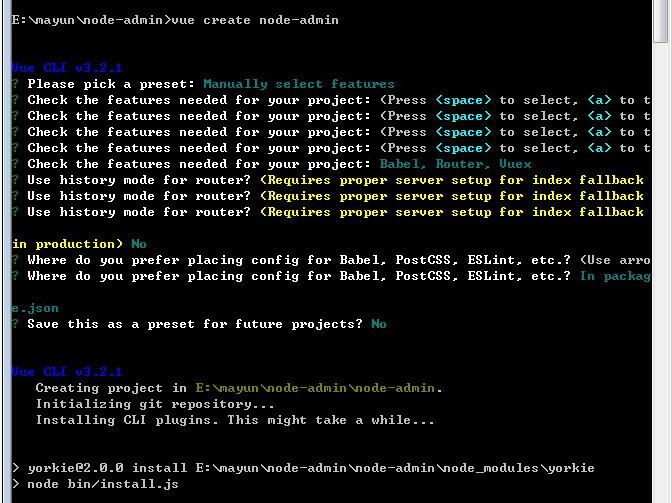 E:\mayun\node-admin>vue create node-admin
Vue CLI v3.2.1
? Please pick a preset: Manually select features
? Check the features needed for your project: (Press <space> to select, <a> to t
? Check the features needed for your project: (Press <space> to select, <a> to t
? Check the features needed for your project: (Press <space> to select, <a> to t
? Check the features needed for your project: (Press <space> to select, <a> to t
? Check the features needed for your project: Babel, Router, Vuex
? Use history mode for router? (Requires proper server setup for index fallback
? Use history mode for router? (Requires proper server setup for index fallback
? Use history mode for router? (Requires proper server setup for index fallback
in production) No
? Where do you prefer placing config for Babel, PostCSS, ESLint, etc.? (Use arro
? Where do you prefer placing config for Babel, PostCSS, ESLint, etc.? In packag
e.json
? Save this as a preset for future projects? No
Vue CLI v3.2.1
Creating project in E:\mayun\node-admin\node-admin.
Initializing git repository...
Installing CLI plugins. This might take a while...
> yorkie@2.0.0 install E:\mayun\node-admin\node-admin\node_modules\yorkie
> node bin/install.js